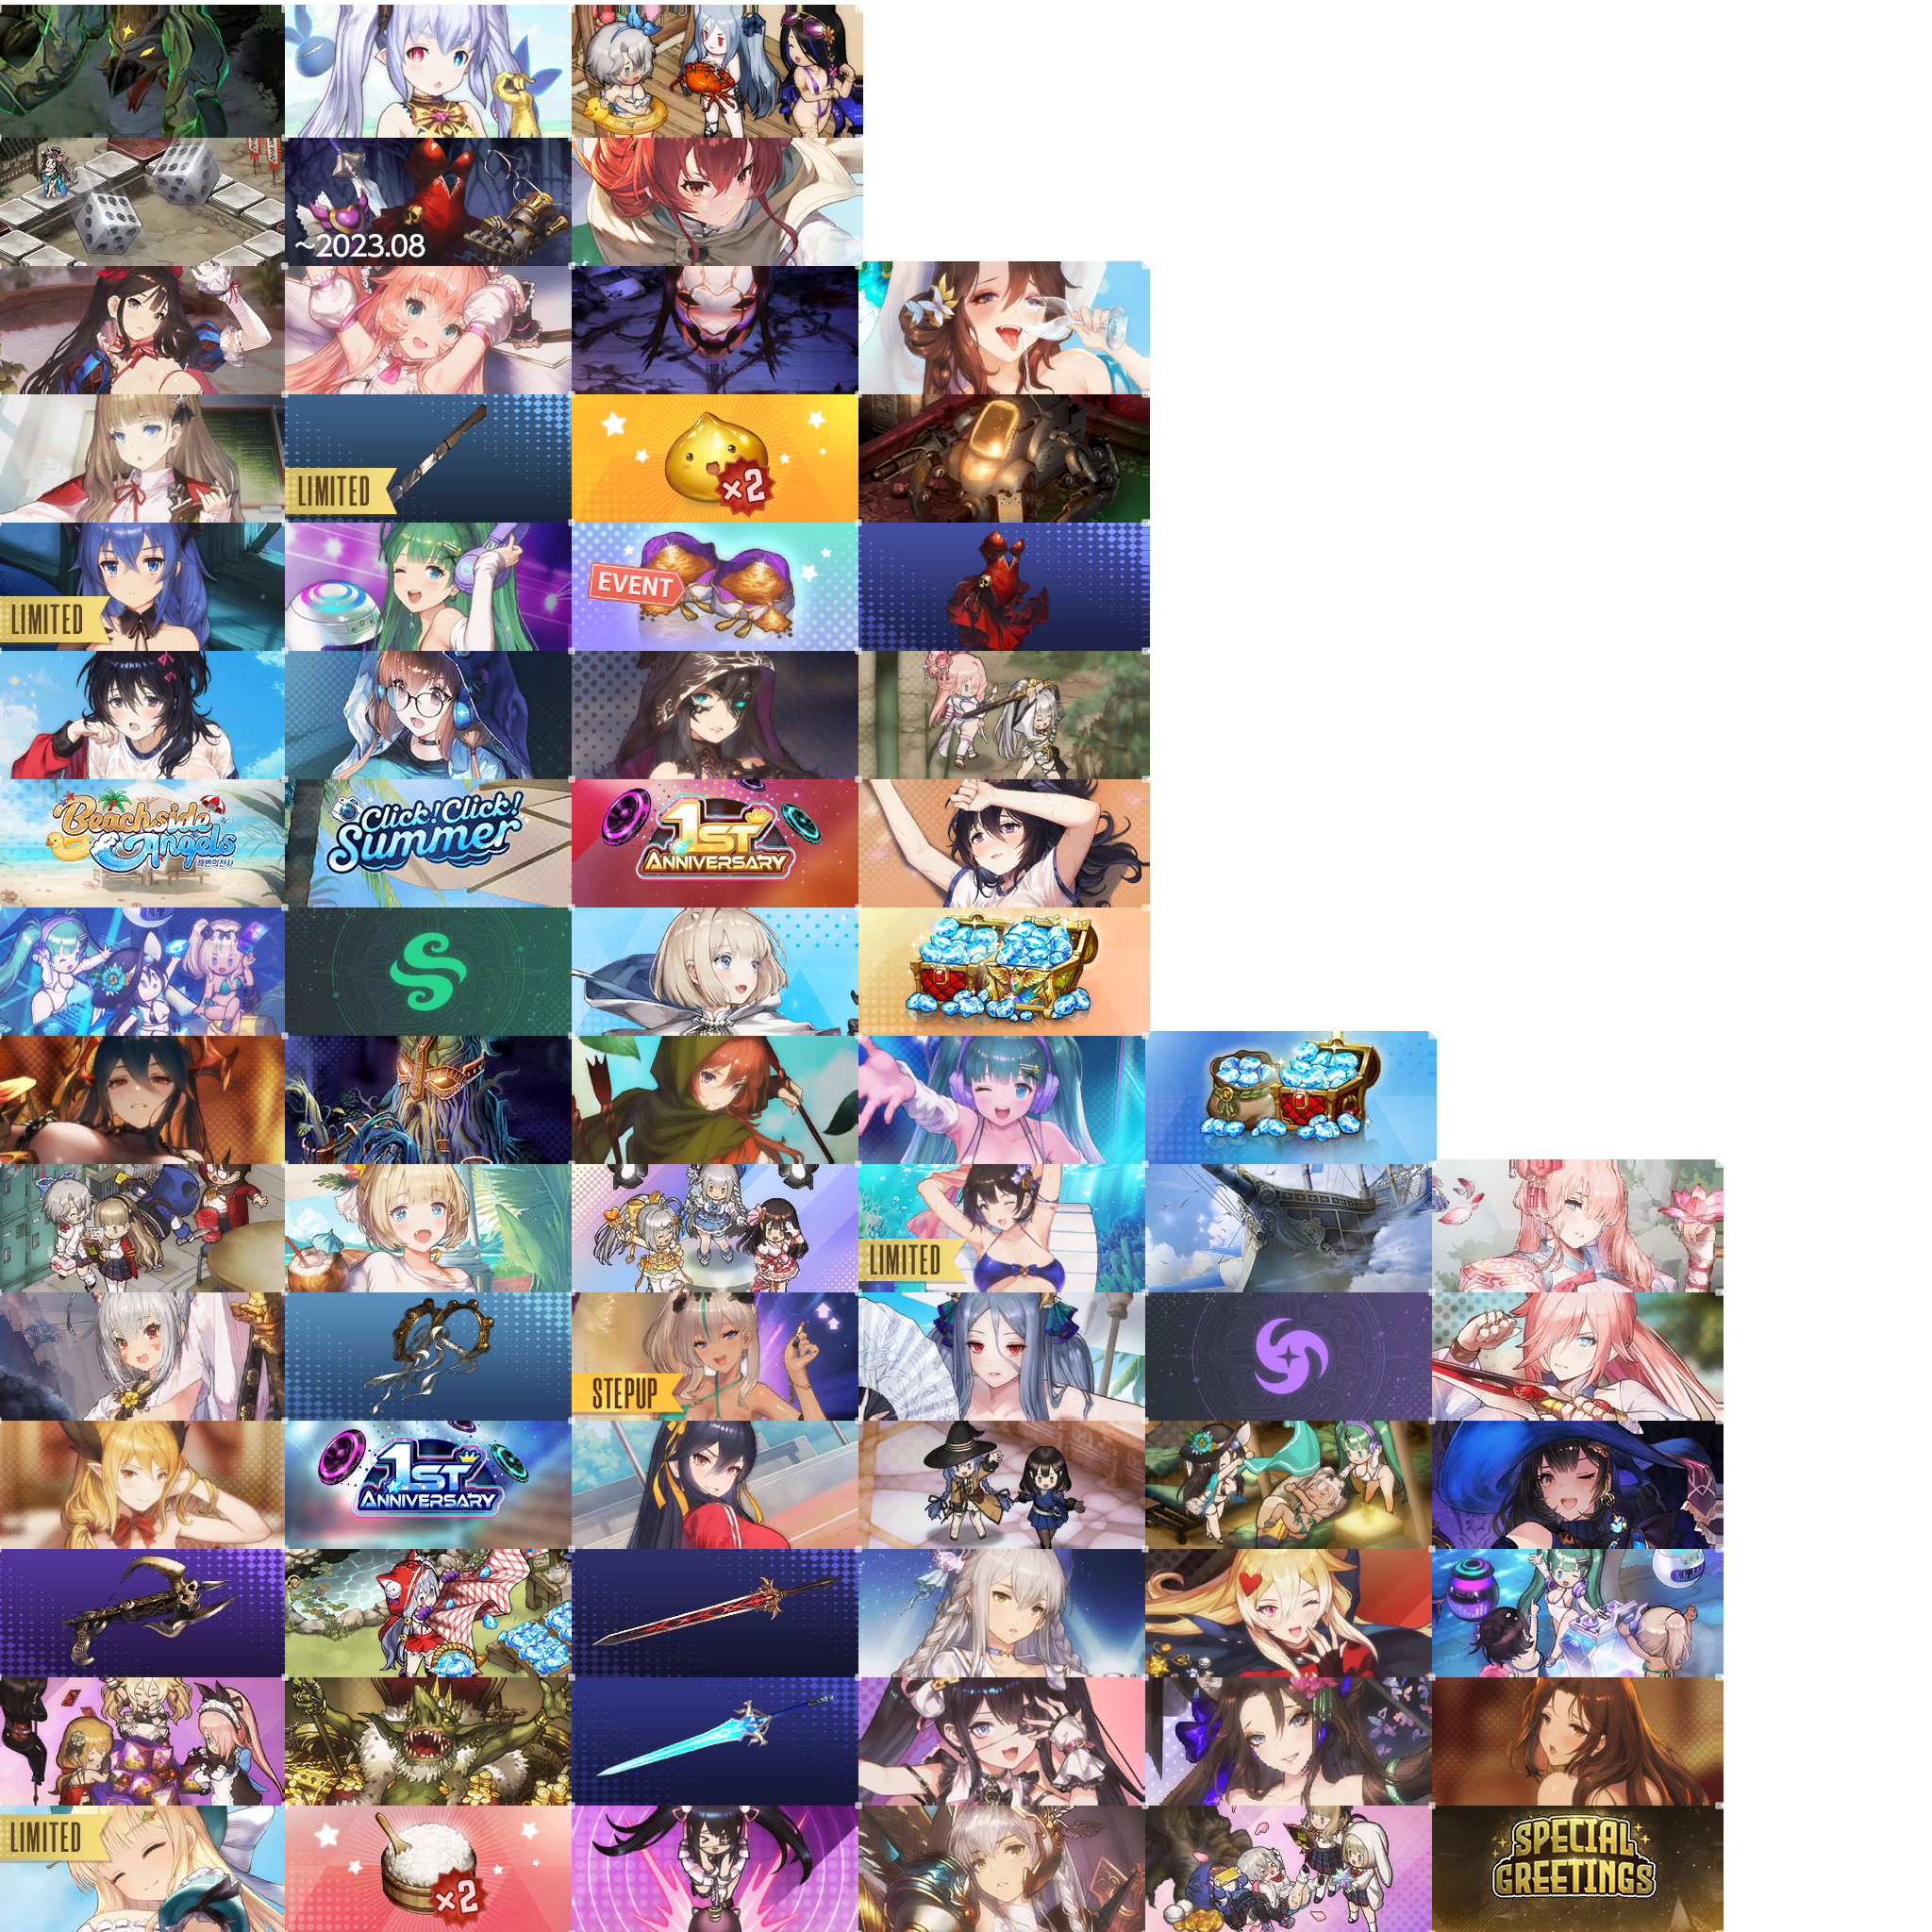 ~2023.08
LIMITED
×2
LIMITED
EVENT
Beachside
Angels
해변의 천사
Click! Click!
Summer
1ST
ANNIVERSARY
LIMITED
STEPUP
1ST
ANNIVERSARY
LIMITED
×2
SPECIAL
GREETINGS